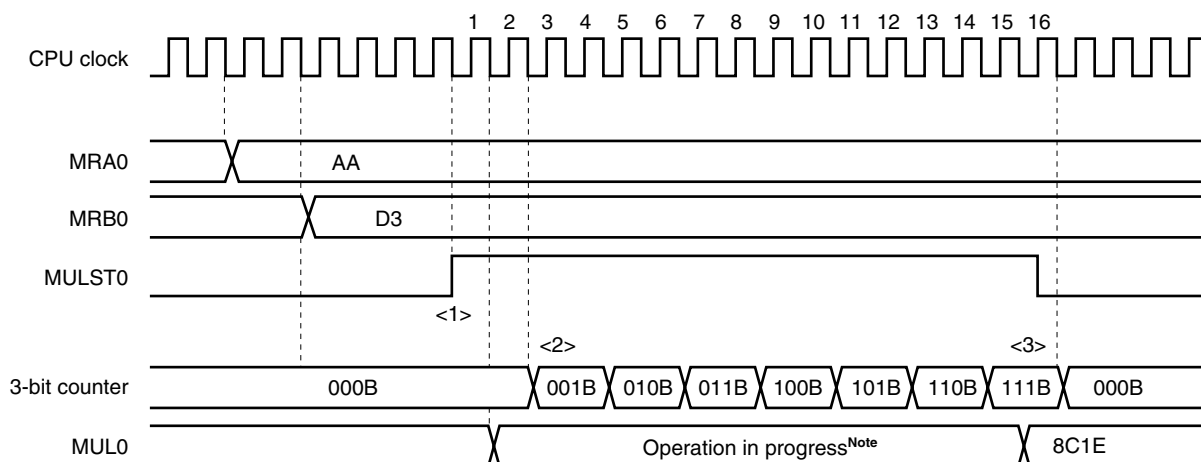 1 2 3 4 5 6 7 8 9 10 11 12 13 14 15 16
CPU clock
MRA0 AA
MRB0 D3
MULST0
<1>
<2> <3>
3-bit counter 000B 001B 010B 011B 100B 101B 110B 111B 000B
MUL0 Operation in progressNote 8C1E